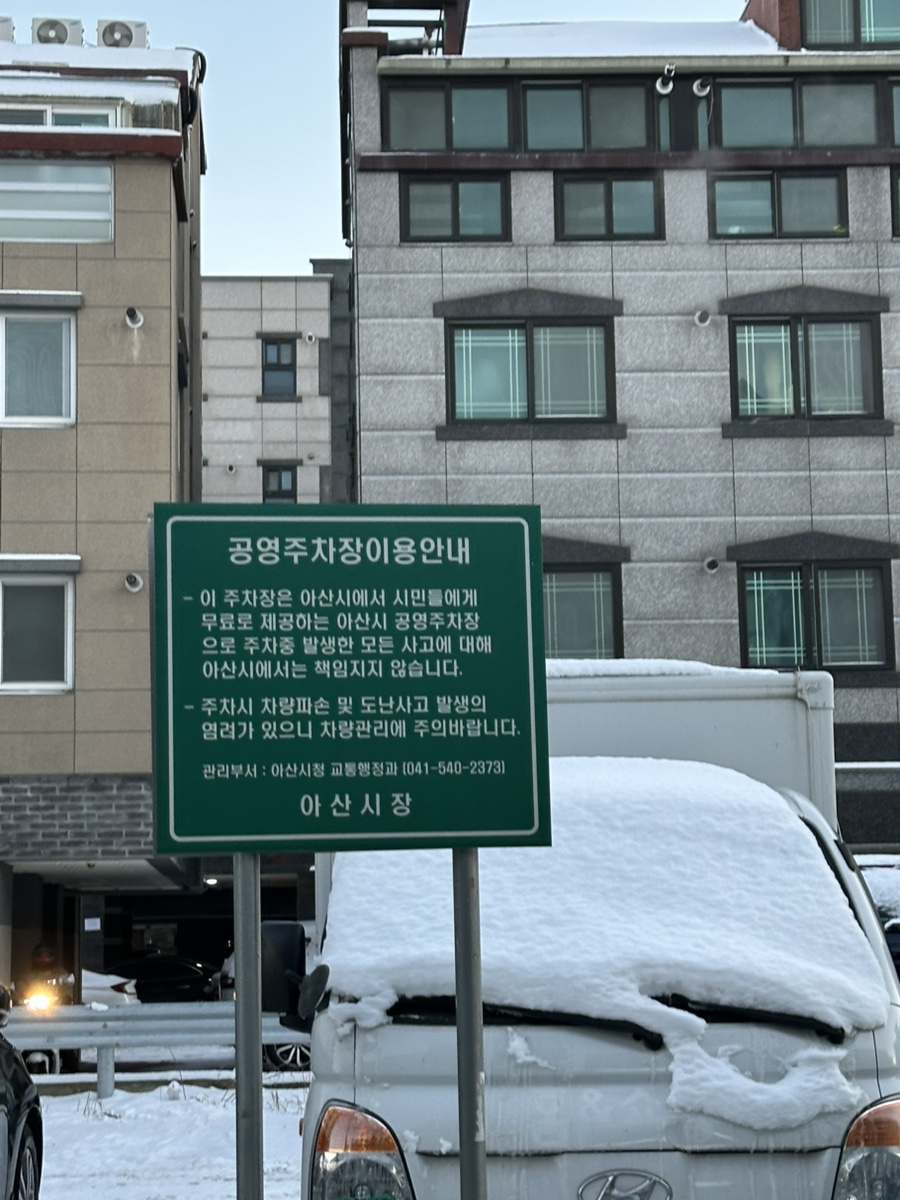 공영주차장이용안내
- 이 주차장은 아산시에서 시민들에게
무료로 제공하는 아산시 공영주차장
으로 주차중 발생한 모든 사고에 대해
아산시에서는 책임지지 않습니다.
- 주차시 차량파손 및 도난사고 발생의
염려가 있으니 차량관리에 주의바랍니다.
관리부서 : 아산시청 교통행정과 (041-540-2373)
아산시장